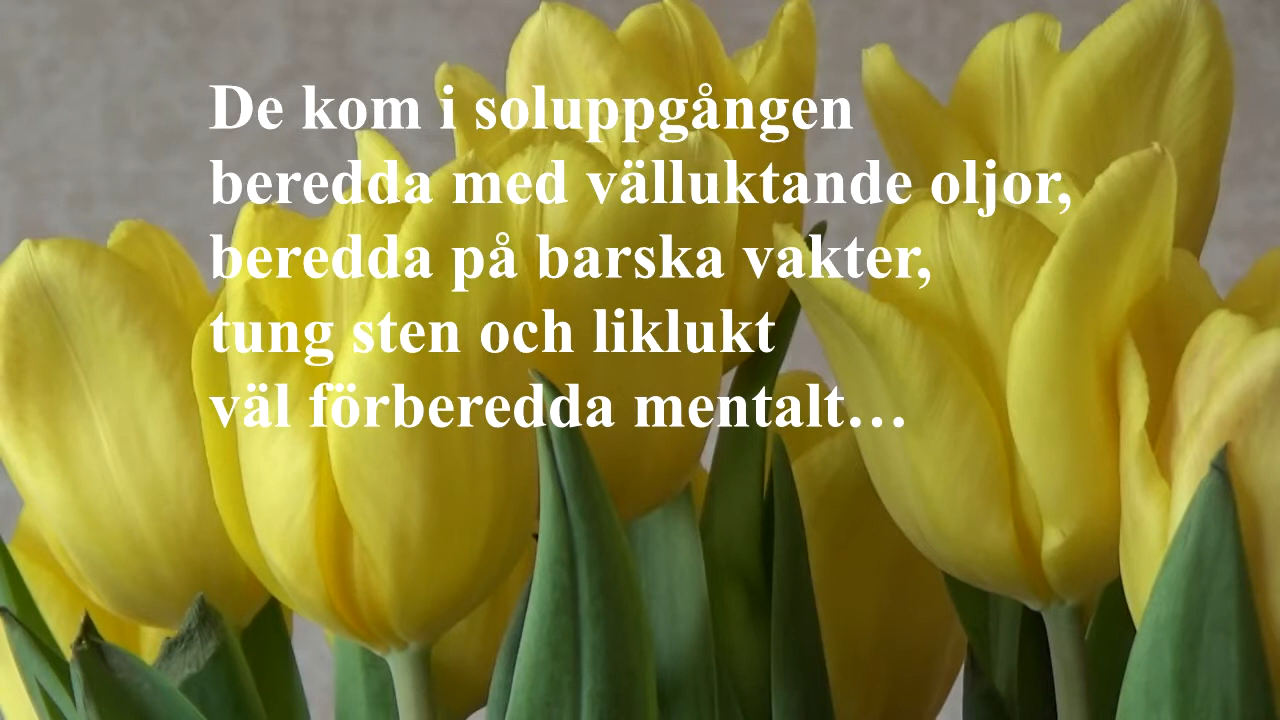 De kom i soluppgången
beredda med välluktande oljor,
beredda på barska vakter,
tung sten och liklukt
väl förberedda mentalt…